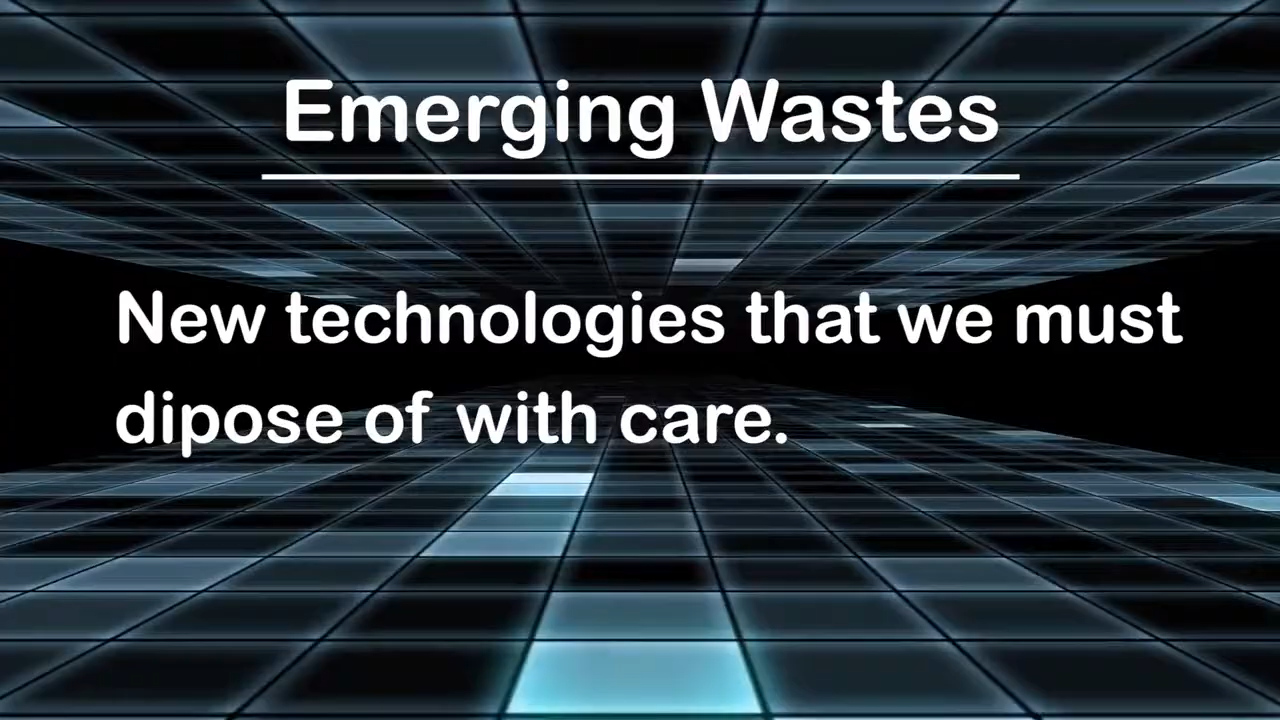 Emerging Wastes
New technologies that we must
dipose of with care.